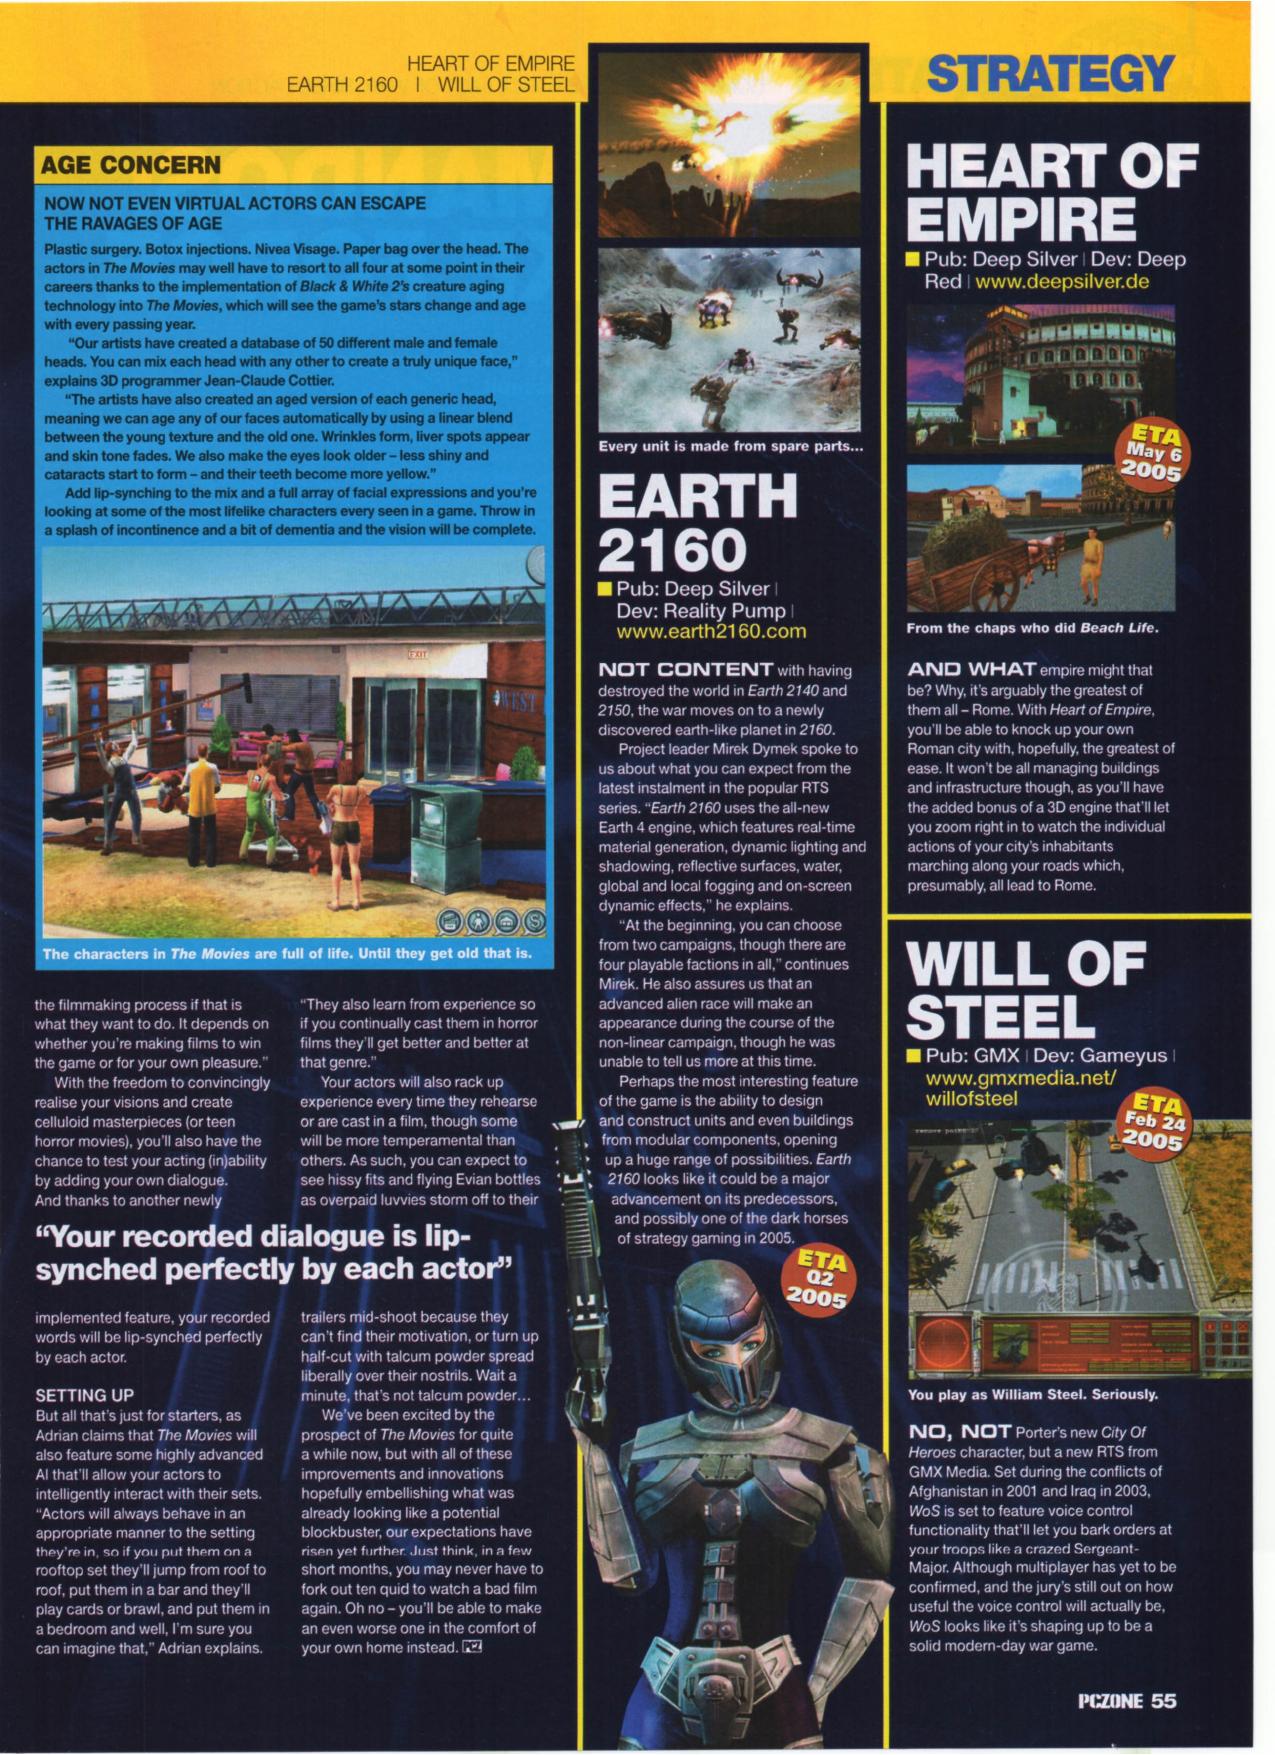 HEART OF EMPIRE
EARTH 2160 | WILL OF STEEL
STRATEGY
AGE CONCERN
NOW NOT EVEN VIRTUAL ACTORS CAN ESCAPE
THE RAVAGES OF AGE
Plastic surgery. Botox injections. Nivea Visage. Paper bag over the head. The
actors in The Movies may well have to resort to all four at some point in their
careers thanks to the implementation of Black & White 2's creature aging
technology into The Movies, which will see the game's stars change and age
with every passing year.
"Our artists have created a database of 50 different male and female
heads. You can mix each head with any other to create a truly unique face,"
explains 3D programmer Jean-Claude Cottier.
"The artists have also created an aged version of each generic head,
meaning we can age any of our faces automatically by using a linear blend
between the young texture and the old one. Wrinkles form, liver spots appear
and skin tone fades. We also make the eyes look older – less shiny and
cataracts start to form – and their teeth become more yellow."
Add lip-synching to the mix and a full array of facial expressions and you're
looking at some of the most lifelike characters every seen in a game. Throw in
a splash of incontinence and a bit of dementia and the vision will be complete.
EXIT
WEST
The characters in The Movies are full of life. Until they get old that is.
the filmmaking process if that is
what they want to do. It depends on
whether you're making films to win
the game or for your own pleasure."
With the freedom to convincingly
realise your visions and create
celluloid masterpieces (or teen
horror movies), you'll also have the
chance to test your acting (in)ability
by adding your own dialogue.
And thanks to another newly
"Your recorded dialogue is lip-
synched perfectly by each actor"
implemented feature, your recorded
words will be lip-synched perfectly
by each actor.
SETTING UP
But all that's just for starters, as
Adrian claims that The Movies will
also feature some highly advanced
AI that'll allow your actors to
intelligently interact with their sets.
"Actors will always behave in an
appropriate manner to the setting
they're in, so if you put them on a
rooftop set they'll jump from roof to
roof, put them in a bar and they'll
play cards or brawl, and put them in
a bedroom and well, I'm sure you
can imagine that," Adrian explains.
"They also learn from experience so
if you continually cast them in horror
films they'll get better and better at
that genre."
Your actors will also rack up
experience every time they rehearse
or are cast in a film, though some
will be more temperamental than
others. As such, you can expect to
see hissy fits and flying Evian bottles
as overpaid luvvies storm off to their
trailers mid-shoot because they
can't find their motivation, or turn up
half-cut with talcum powder spread
liberally over their nostrils. Wait a
minute, that's not talcum powder...
We've been excited by the
prospect of The Movies for quite
a while now, but with all of these
improvements and innovations
hopefully embellishing what was
already looking like a potential
blockbuster, our expectations have
risen yet further. Just think, in a few
short months, you may never have to
fork out ten quid to watch a bad film
again. Oh no – you'll be able to make
an even worse one in the comfort of
your own home instead. PCZ
Every unit is made from spare parts...
EARTH
2160
Pub: Deep Silver |
Dev: Reality Pump |
www.earth2160.com
NOT CONTENT with having
destroyed the world in Earth 2140 and
2150, the war moves on to a newly
discovered earth-like planet in 2160.
Project leader Mirek Dymek spoke to
us about what you can expect from the
latest instalment in the popular RTS
series. "Earth 2160 uses the all-new
Earth 4 engine, which features real-time
material generation, dynamic lighting and
shadowing, reflective surfaces, water,
global and local fogging and on-screen
dynamic effects," he explains.
"At the beginning, you can choose
from two campaigns, though there are
four playable factions in all," continues
Mirek. He also assures us that an
advanced alien race will make an
appearance during the course of the
non-linear campaign, though he was
unable to tell us more at this time.
Perhaps the most interesting feature
of the game is the ability to design
and construct units and even buildings
from modular components, opening
up a huge range of possibilities. Earth
2160 looks like it could be a major
advancement on its predecessors,
and possibly one of the dark horses
of strategy gaming in 2005.
ETA
Q2
2005
HEART OF
EMPIRE
Pub: Deep Silver | Dev: Deep
Red | www.deepsilver.de
ETA
May 6
2005
From the chaps who did Beach Life.
AND WHAT empire might that
be? Why, it's arguably the greatest of
them all – Rome. With Heart of Empire,
you'll be able to knock up your own
Roman city with, hopefully, the greatest of
ease. It won't be all managing buildings
and infrastructure though, as you'll have
the added bonus of a 3D engine that'll let
you zoom right in to watch the individual
actions of your city's inhabitants
marching along your roads which,
presumably, all lead to Rome.
WILL OF
STEEL
Pub: GMX | Dev: Gameyus |
www.gmxmedia.net/
willofsteel
ETA
Feb 24
2005
You play as William Steel. Seriously.
NO, NOT Porter's new City Of
Heroes character, but a new RTS from
GMX Media. Set during the conflicts of
Afghanistan in 2001 and Iraq in 2003,
WoS is set to feature voice control
functionality that'll let you bark orders at
your troops like a crazed Sergeant-
Major. Although multiplayer has yet to be
confirmed, and the jury's still out on how
useful the voice control will actually be,
WoS looks like it's shaping up to be a
solid modern-day war game.
PCZONE 55